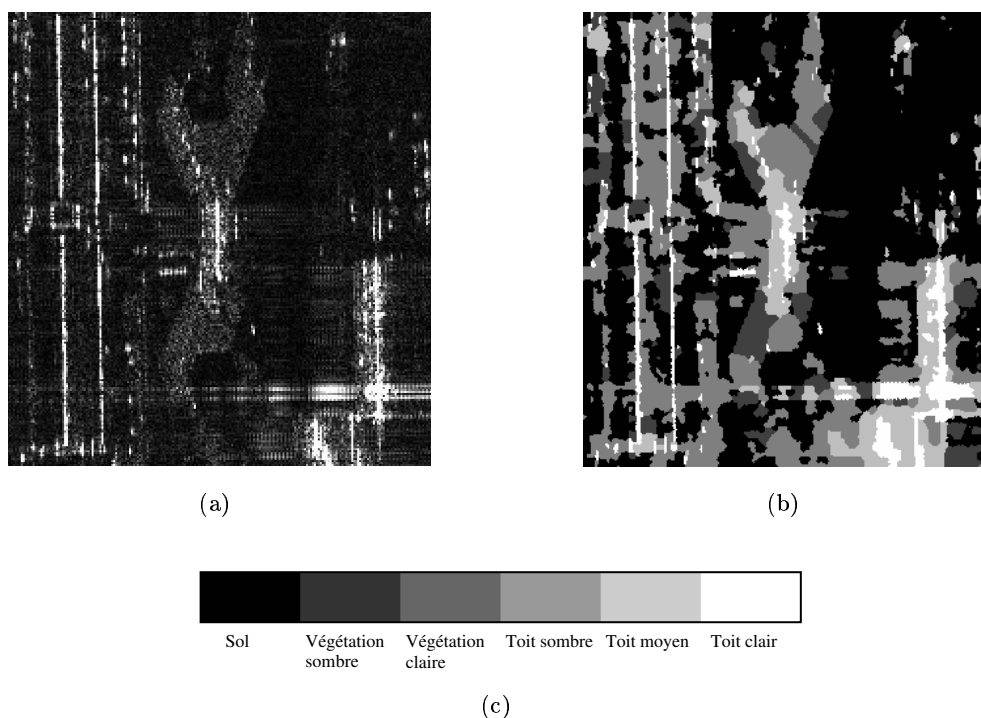 (a)
(b)
Sol
Végétation sombre
Végétation claire
Toit sombre
Toit moyen
Toit clair
(c)